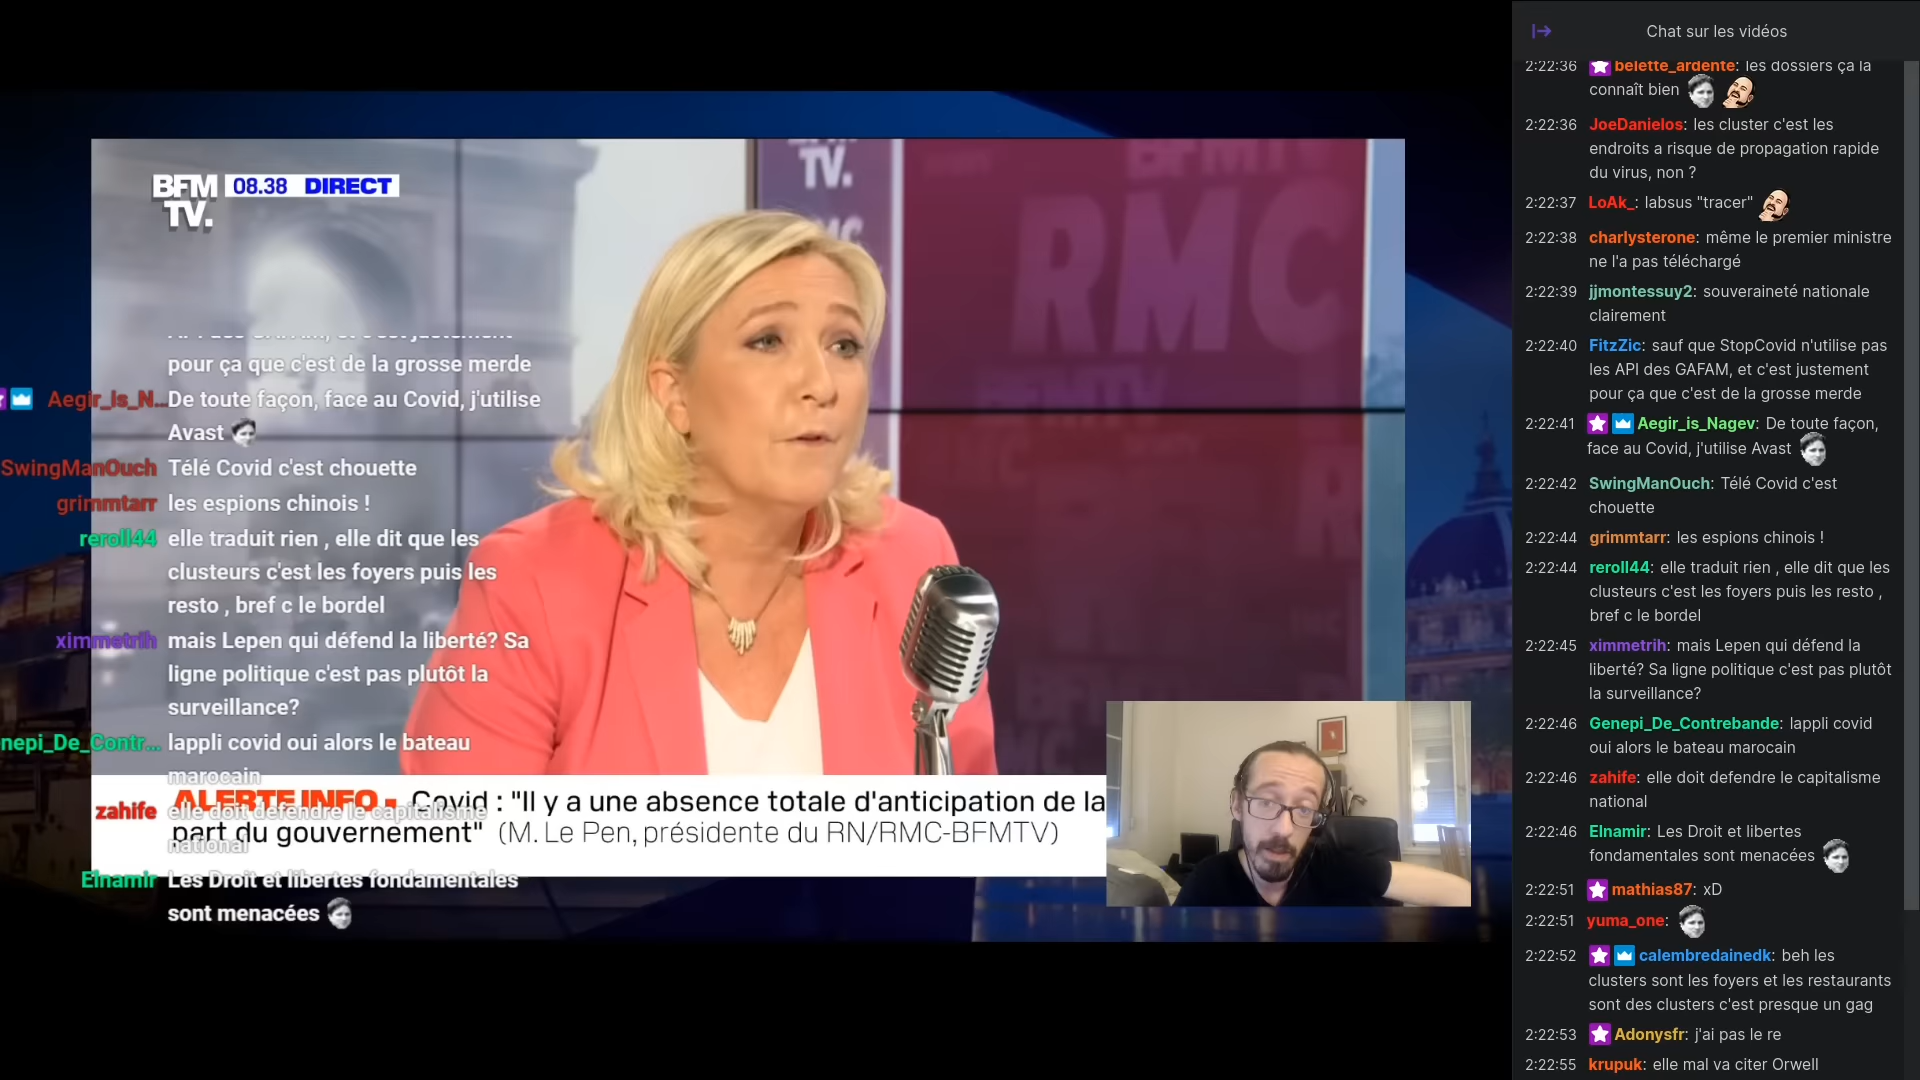 BFM
TV.
08.38 DIRECT
TV.
RMC
RMC
pour ça que c'est de la grosse merde
Aegir_Is_N... De toute façon, face au Covid, j'utilise
Avast
SwingManOuch Télé Covid c'est chouette
grimmtarr les espions chinois !
reroll44 elle traduit rien , elle dit que les
clusteurs c'est les foyers puis les
resto , bref c le bordel
ximmetrih mais Lepen qui défend la liberté? Sa
ligne politique c'est pas plutôt la
surveillance?
nepi_De_Contr... lappli covid oui alors le bateau
marocain
zahife elle doit défendre le capitalisme
national
Elnamir Les Droit et libertes fondamentales
sont menacées
ALERTE INFO Covid : "Il y a une absence totale d'anticipation de la
part du gouvernement" (M. Le Pen, présidente du RN/RMC-BFMTV)
Chat sur les vidéos
2:22:36 belette_ardente: les dossiers ça la
connaît bien
2:22:36 JoeDanielos: les cluster c'est les
endroits a risque de propagation rapide
du virus, non ?
2:22:37 LoAk_: labsus "tracer"
2:22:38 charlysterone: même le premier ministre
ne l'a pas téléchargé
2:22:39 jjmontessuy2: souveraineté nationale
clairement
2:22:40 FitzZic: sauf que StopCovid n'utilise pas
les API des GAFAM, et c'est justement
pour ça que c'est de la grosse merde
2:22:41 Aegir_is_Nagev: De toute façon,
face au Covid, j'utilise Avast
2:22:42 SwingManOuch: Télé Covid c'est
chouette
2:22:44 grimmtarr: les espions chinois !
2:22:44 reroll44: elle traduit rien , elle dit que les
clusteurs c'est les foyers puis les resto ,
bref c le bordel
2:22:45 ximmetrih: mais Lepen qui défend la
liberté? Sa ligne politique c'est pas plutôt
la surveillance?
2:22:46 Genepi_De_Contrebande: lappli covid
oui alors le bateau marocain
2:22:46 zahife: elle doit defendre le capitalisme
national
2:22:46 Elnamir: Les Droit et libertes
fondamentales sont menacées
2:22:51 mathias87: xD
2:22:51 yuma_one:
2:22:52 calembredainedk: beh les
clusters sont les foyers et les restaurants
sont des clusters c'est presque un gag
2:22:53 Adonysfr: j'ai pas le re
2:22:55 krupuk: elle mal va citer Orwell